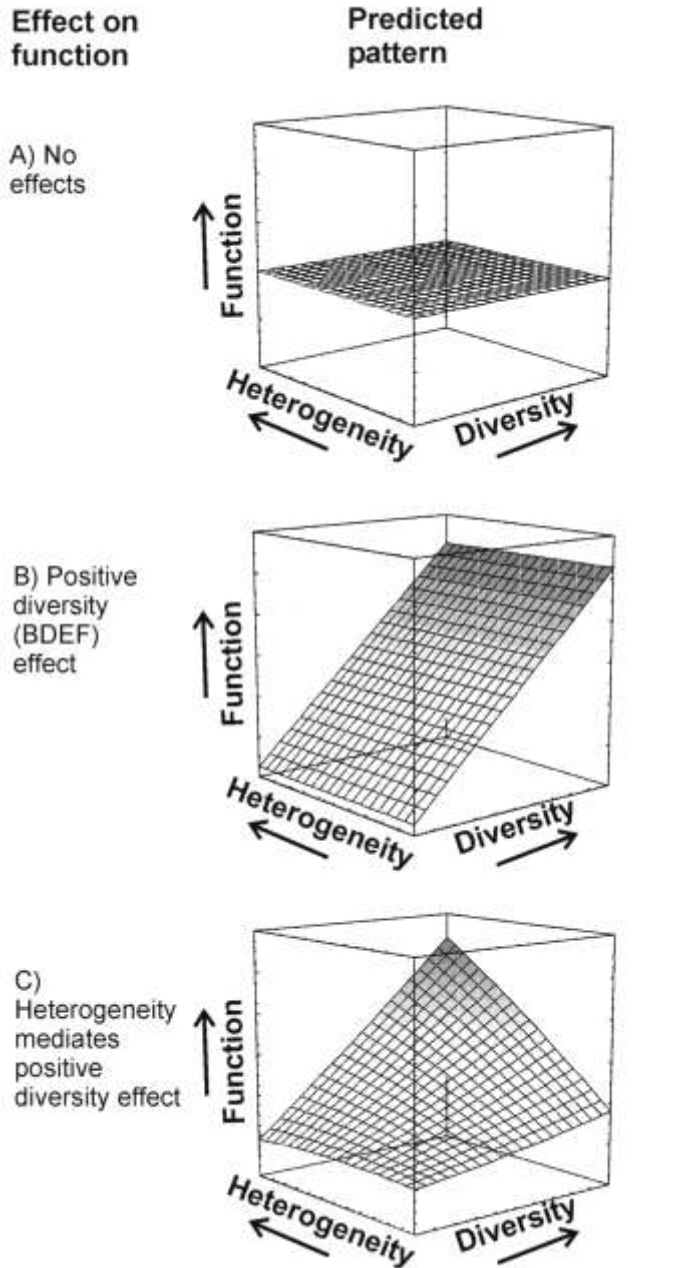 Effect on
function
Predicted
pattern
A) No
effects
Function
Heterogeneity
Diversity
B) Positive
diversity
(BDEF)
effect
Function
Heterogeneity
Diversity
C)
Heterogeneity
mediates
positive
diversity effect
Function
Heterogeneity
Diversity